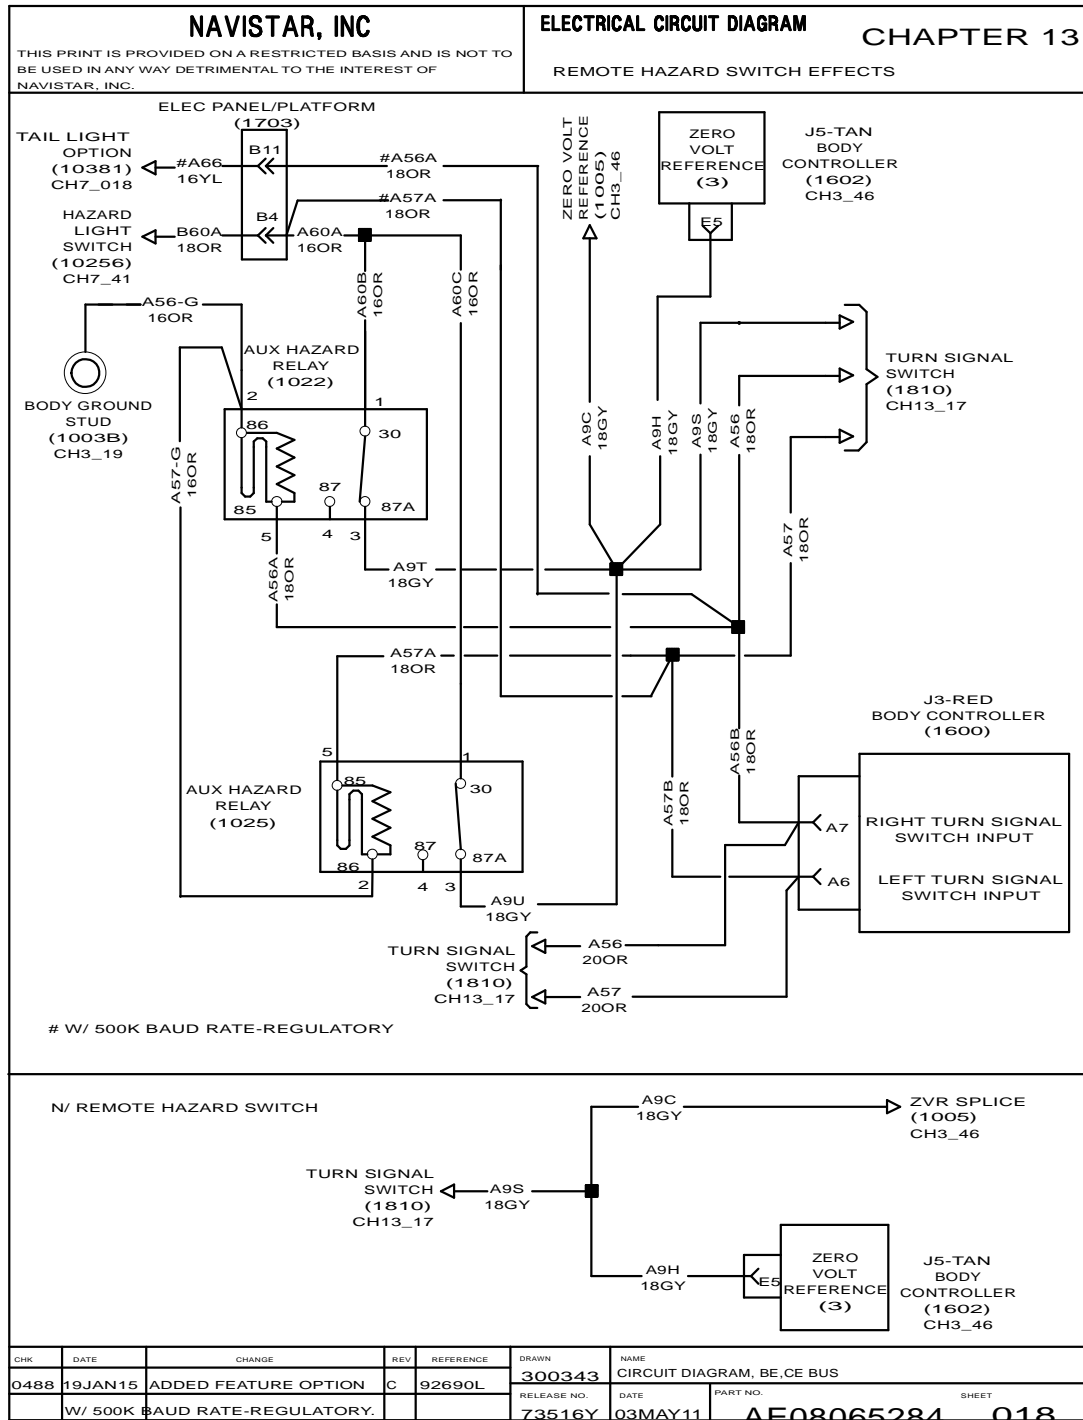 NAVISTAR, INC
THIS PRINT IS PROVIDED ON A RESTRICTED BASIS AND IS NOT TO
BE USED IN ANY WAY DETRIMENTAL TO THE INTEREST OF
NAVISTAR, INC.
ELECTRICAL CIRCUIT DIAGRAM
CHAPTER 13
REMOTE HAZARD SWITCH EFFECTS
ELEC PANEL/PLATFORM
(1703)
TAIL LIGHT
OPTION
(10381)
CH7_018
#A66
16YL
B11
#A56A
18OR
#A57A
18OR
HAZARD
LIGHT
SWITCH
(10256)
CH7_41
B60A
18OR
B4
A60A
16OR
ZERO VOLT
REFERENCE
(1005)
CH3_46
ZERO
VOLT
REFERENCE
(3)
E5
J5-TAN
BODY
CONTROLLER
(1602)
CH3_46
A56-G
16OR
A60B
16OR
A60C
16OR
BODY GROUND
STUD
(1003B)
CH3_19
AUX HAZARD
RELAY
(1022)
2
1
86
30
87
85
87A
5
4
3
A57-G
16OR
A9C
18GY
A9H
18GY
A9S
18GY
A56
18OR
TURN SIGNAL
SWITCH
(1810)
CH13_17
A57
18OR
A56A
18OR
A9T
18GY
A57A
18OR
A56B
18OR
A57B
18OR
J3-RED
BODY CONTROLLER
(1600)
A7
RIGHT TURN SIGNAL
SWITCH INPUT
A6
LEFT TURN SIGNAL
SWITCH INPUT
AUX HAZARD
RELAY
(1025)
5
1
85
30
87
86
87A
2
4
3
A9U
18GY
TURN SIGNAL
SWITCH
(1810)
CH13_17
A56
20OR
A57
20OR
# W/ 500K BAUD RATE-REGULATORY
N/ REMOTE HAZARD SWITCH
A9C
18GY
ZVR SPLICE
(1005)
CH3_46
TURN SIGNAL
SWITCH
(1810)
CH13_17
A9S
18GY
A9H
18GY
E5
ZERO
VOLT
REFERENCE
(3)
J5-TAN
BODY
CONTROLLER
(1602)
CH3_46
CHK DATE CHANGE REV REFERENCE DRAWN NAME
0488 19JAN15 ADDED FEATURE OPTION C 92690L 300343 CIRCUIT DIAGRAM, BE,CE BUS
W/ 500K BAUD RATE-REGULATORY.
RELEASE NO. DATE PART NO. SHEET
73516Y 03MAY11 AE08065284 018